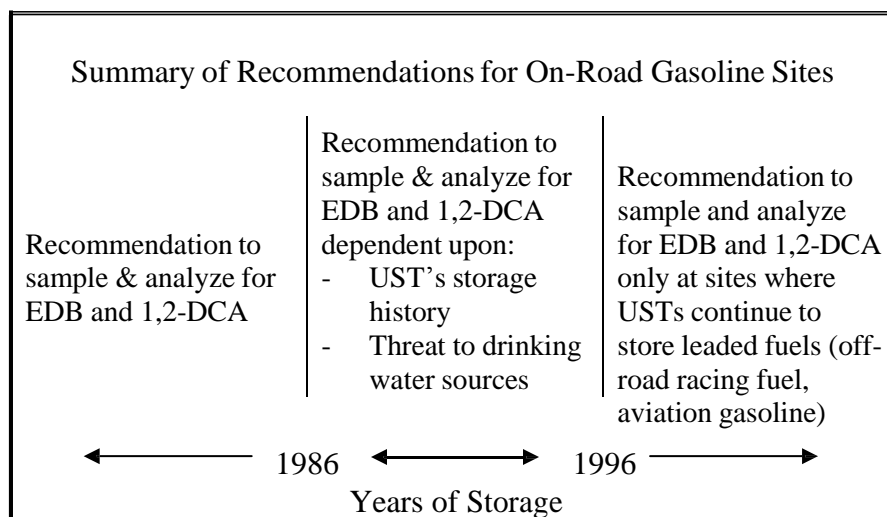 Summary of Recommendations for On-Road Gasoline Sites
Recommendation to
sample & analyze for
EDB and 1,2-DCA
Recommendation to
sample & analyze for
EDB and 1,2-DCA
dependent upon:
- UST’s storage
history
- Threat to drinking
water sources
Recommendation to
sample and analyze
for EDB and 1,2-DCA
only at sites where
USTs continue to
store leaded fuels (off-
road racing fuel,
aviation gasoline)
1986
1996
Years of Storage